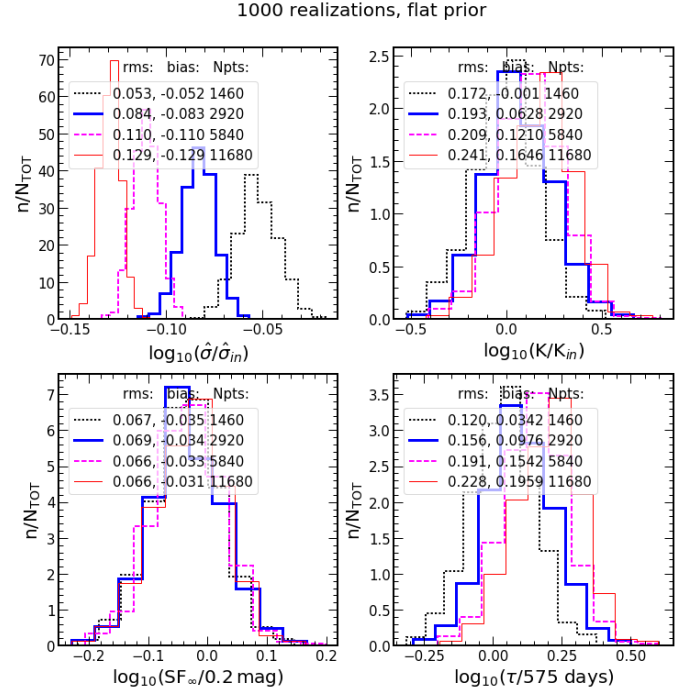 1000 realizations, flat prior
n/N_TOT
70
60
50
40
30
20
10
0
rms: bias: Npts:
0.053, -0.052 1460
0.084, -0.083 2920
0.110, -0.110 5840
0.129, -0.129 11680
−0.15 −0.10 −0.05
log₁₀(σ̂/σ̂_in)
n/N_TOT
2.5
2.0
1.5
1.0
0.5
0.0
rms: bias: Npts:
0.172, -0.001 1460
0.193, 0.0628 2920
0.209, 0.1210 5840
0.241, 0.1646 11680
−0.5 0.0 0.5
log₁₀(K/K_in)
n/N_TOT
7
6
5
4
3
2
1
0
rms: bias: Npts:
0.067, -0.035 1460
0.069, -0.034 2920
0.066, -0.033 5840
0.066, -0.031 11680
−0.2 −0.1 0.0 0.1 0.2
log₁₀(SF_∞/0.2 mag)
n/N_TOT
3.5
3.0
2.5
2.0
1.5
1.0
0.5
0.0
rms: bias: Npts:
0.120, 0.0342 1460
0.156, 0.0976 2920
0.191, 0.1542 5840
0.228, 0.1959 11680
−0.25 0.00 0.25 0.50
log₁₀(τ/575 days)